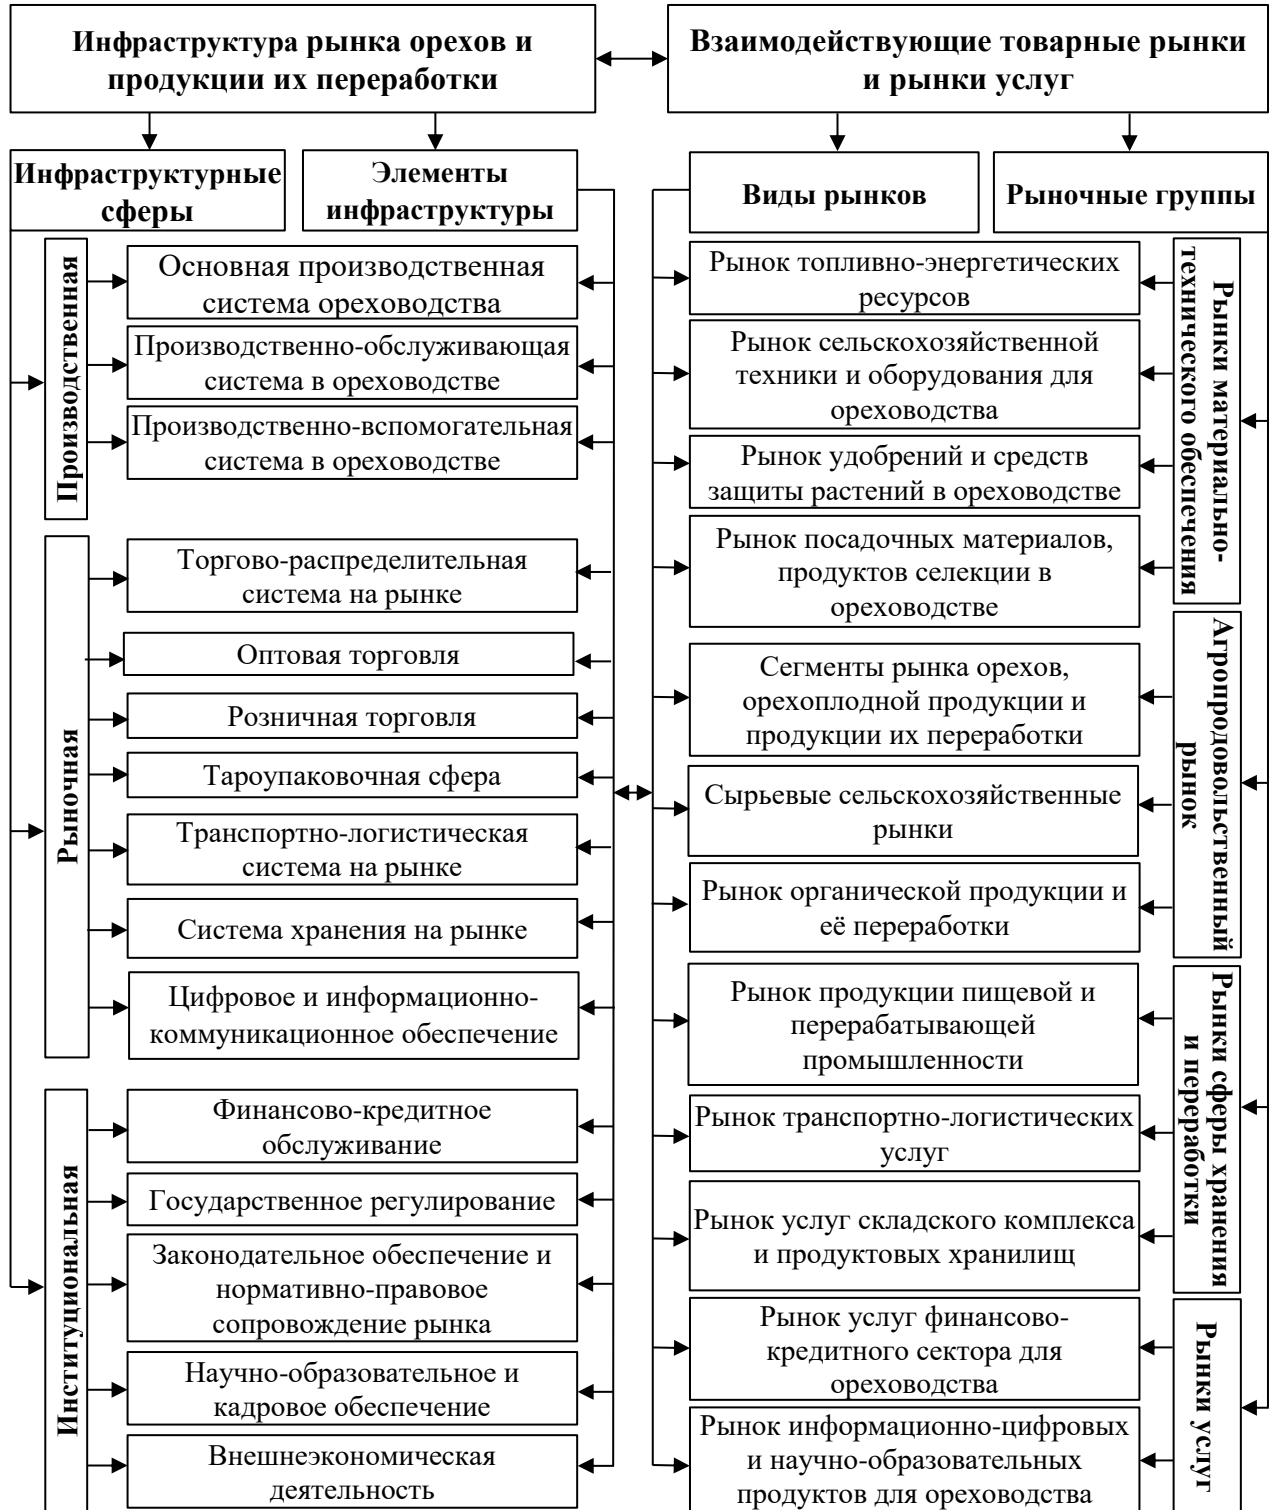 Инфраструктура рынка орехов и
продукции их переработки
Взаимодействующие товарные рынки
и рынки услуг
Инфраструктурные
сферы
Элементы
инфраструктуры
Виды рынков
Рыночные группы
Производственная
Основная производственная
система ореховодства
Производственно-обслуживающая
система в ореховодстве
Производственно-вспомогательная
система в ореховодстве
Рыночная
Торгово-распределительная
система на рынке
Оптовая торговля
Розничная торговля
Тароупаковочная сфера
Транспортно-логистическая
система на рынке
Система хранения на рынке
Цифровое и информационно-
коммуникационное обеспечение
Институциональная
Финансово-кредитное
обслуживание
Государственное регулирование
Законодательное обеспечение и
нормативно-правовое
сопровождение рынка
Научно-образовательное и
кадровое обеспечение
Внешнеэкономическая
деятельность
Рынок топливно-энергетических
ресурсов
Рынок сельскохозяйственной
техники и оборудования для
ореховодства
Рынок удобрений и средств
защиты растений в ореховодстве
Рынок посадочных материалов,
продуктов селекции в
ореховодстве
Рынки материально-
технического обеспечения
Сегменты рынка орехов,
орехоплодной продукции и
продукции их переработки
Сырьевые сельскохозяйственные
рынки
Рынок органической продукции и
её переработки
Агропродовольственный
рынок
Рынок продукции пищевой и
перерабатывающей
промышленности
Рынок транспортно-логистических
услуг
Рынок услуг складского комплекса
и продуктовых хранилищ
Рынки сферы хранения
и переработки
Рынок услуг финансово-
кредитного сектора для
ореховодства
Рынок информационно-цифровых
и научно-образовательных
продуктов для ореховодства
Рынки услуг